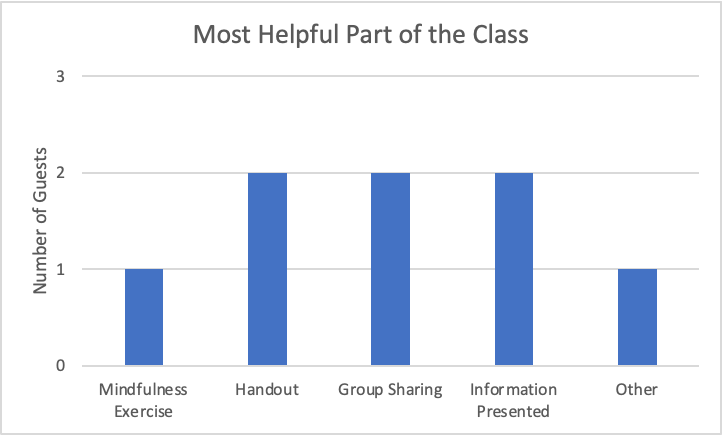 Most Helpful Part of the Class
Number of Guests
3
2
1
0
Mindfulness
Exercise
Handout
Group Sharing
Information
Presented
Other